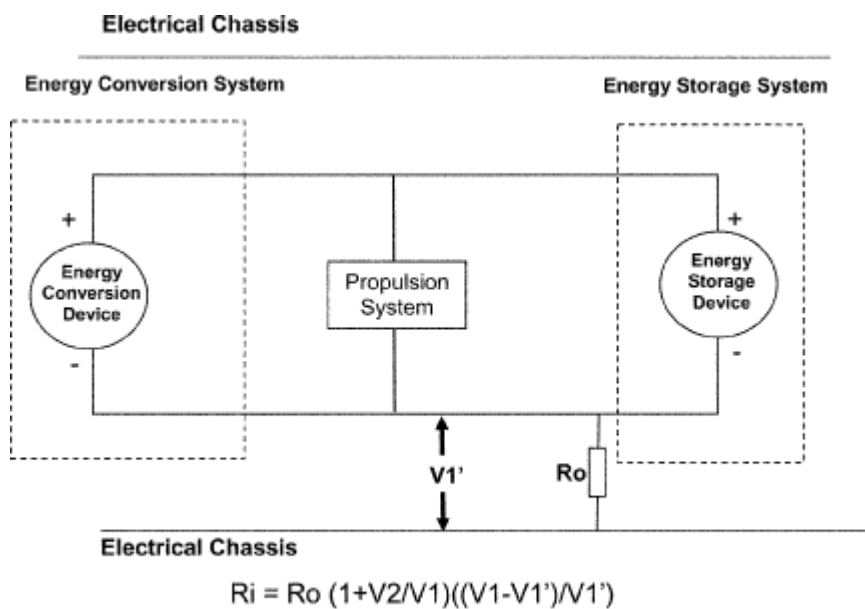 Electrical Chassis
Energy Conversion System
Energy Storage System
+
+
Energy
Conversion
Device
Propulsion
System
Energy
Storage
Device
-
-
V1'
Ro
Electrical Chassis
Ri = Ro (1+V2/V1)((V1-V1')/V1')